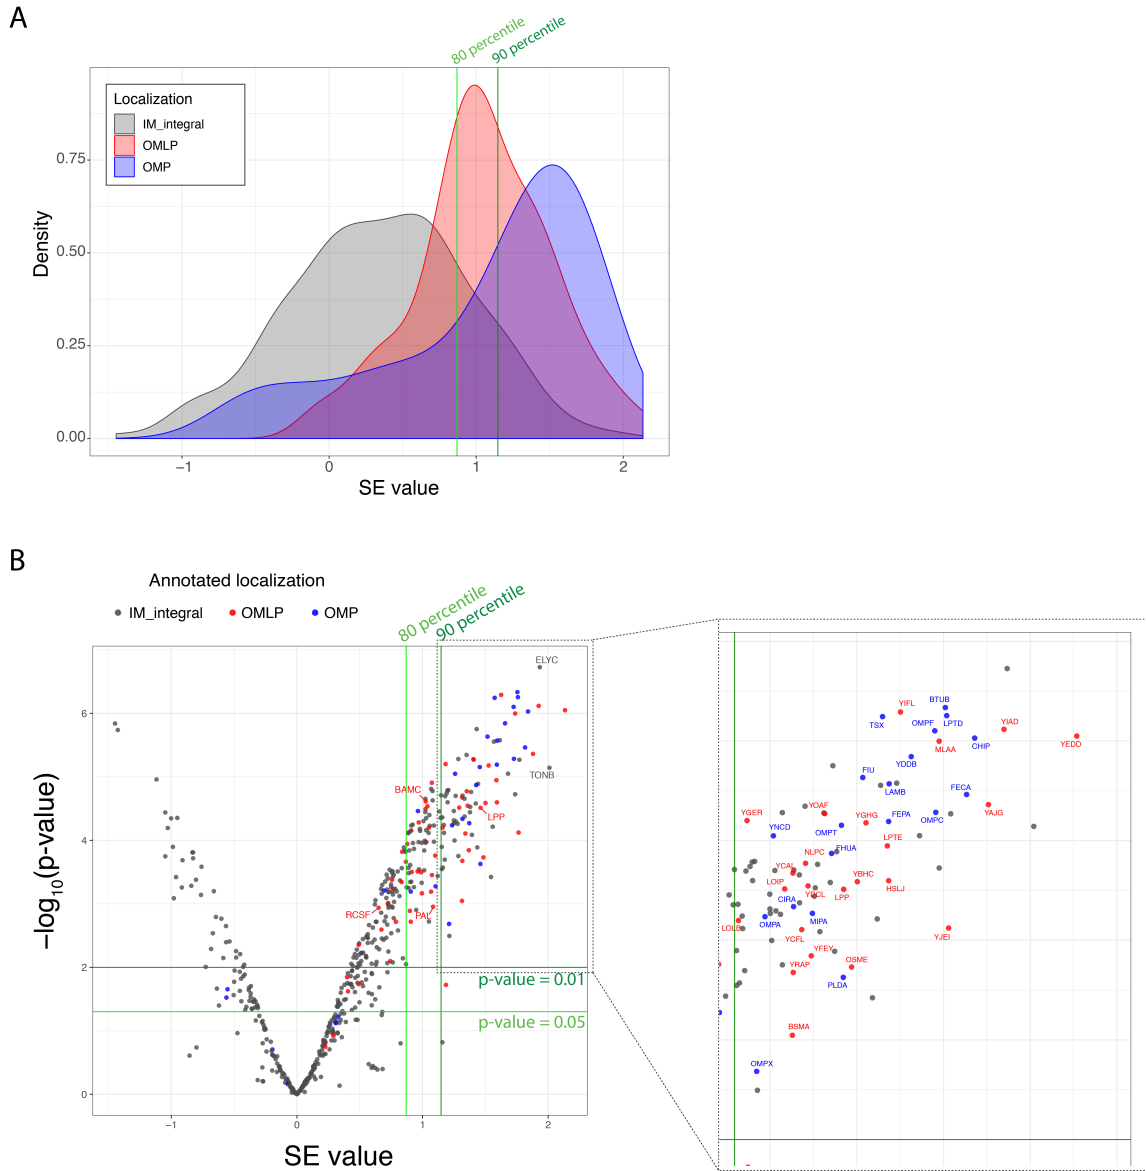 A
80 percentile
90 percentile
Localization
IM_integral
OMLP
OMP
Density
0.75
0.50
0.25
0.00
−1
0
1
2
SE value
B
Annotated localization
IM_integral
OMLP
OMP
80 percentile
90 percentile
−log10(p-value)
6
4
2
0
ELYC
TONB
BAMC
LPP
RCSF
PAL
p-value = 0.01
p-value = 0.05
−1
0
1
2
SE value
YIFL
BTUB
TSX
OMPF
LPTD
YIAD
MLAA
CHIP
YEDD
YDDB
FIU
LAMB
FECA
YGER
YOAF
YGHG
FEPA
OMPC
YAJG
YNCD
OMPT
LPTE
FHUA
NLPC
YCAL
LOIP
YBHC
HSLJ
LPP
CIRA
OMPA
MIPA
LOLB
YCFL
YJEI
YFEY
YRAP
OSME
PLDA
BSMA
OMPX